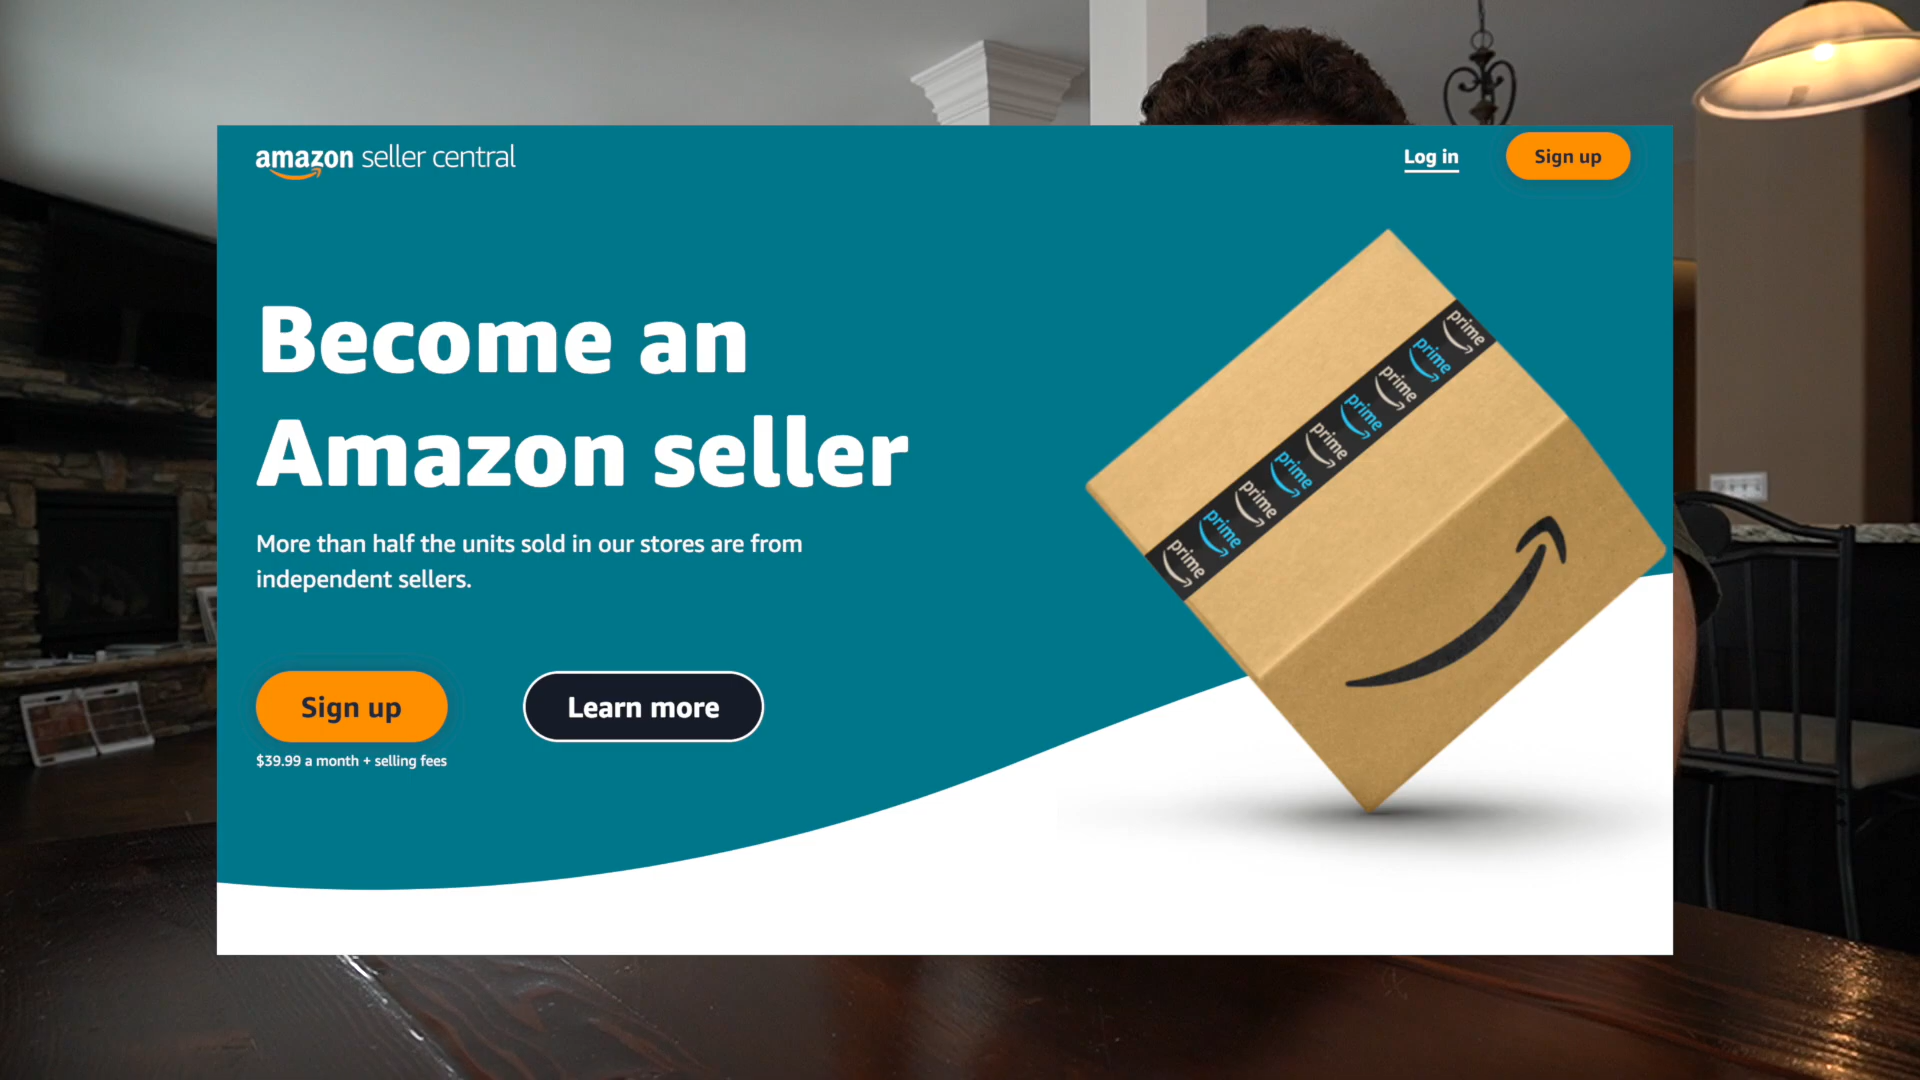 amazon seller central
Log in
Sign up
Become an
Amazon seller
More than half the units sold in our stores are from
independent sellers.
Sign up
Learn more
$39.99 a month + selling fees
prime
prime
prime
prime
prime
prime
prime
prime
prime